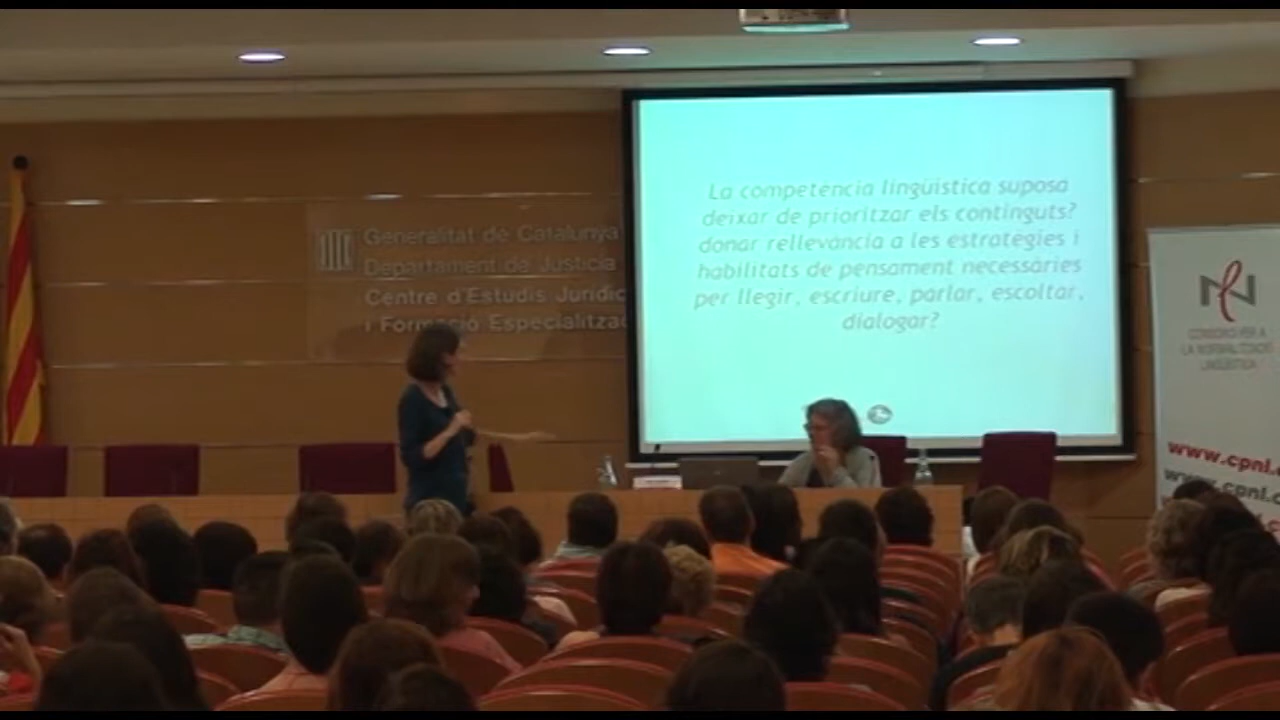 La competència lingüística suposa
deixar de prioritzar els continguts?
donar rellevància a les estratègies i
habilitats de pensament necessàries
per llegir, escriure, parlar, escoltar,
dialogar?
Generalitat de Catalunya
Departament de Justícia
Centre d'Estudis Jurídic
i Formació Especialitzad
CONSORCI PER A
LA NORMALITZACIÓ
LINGÜÍSTICA
www.cpnl.
www.cpnl.